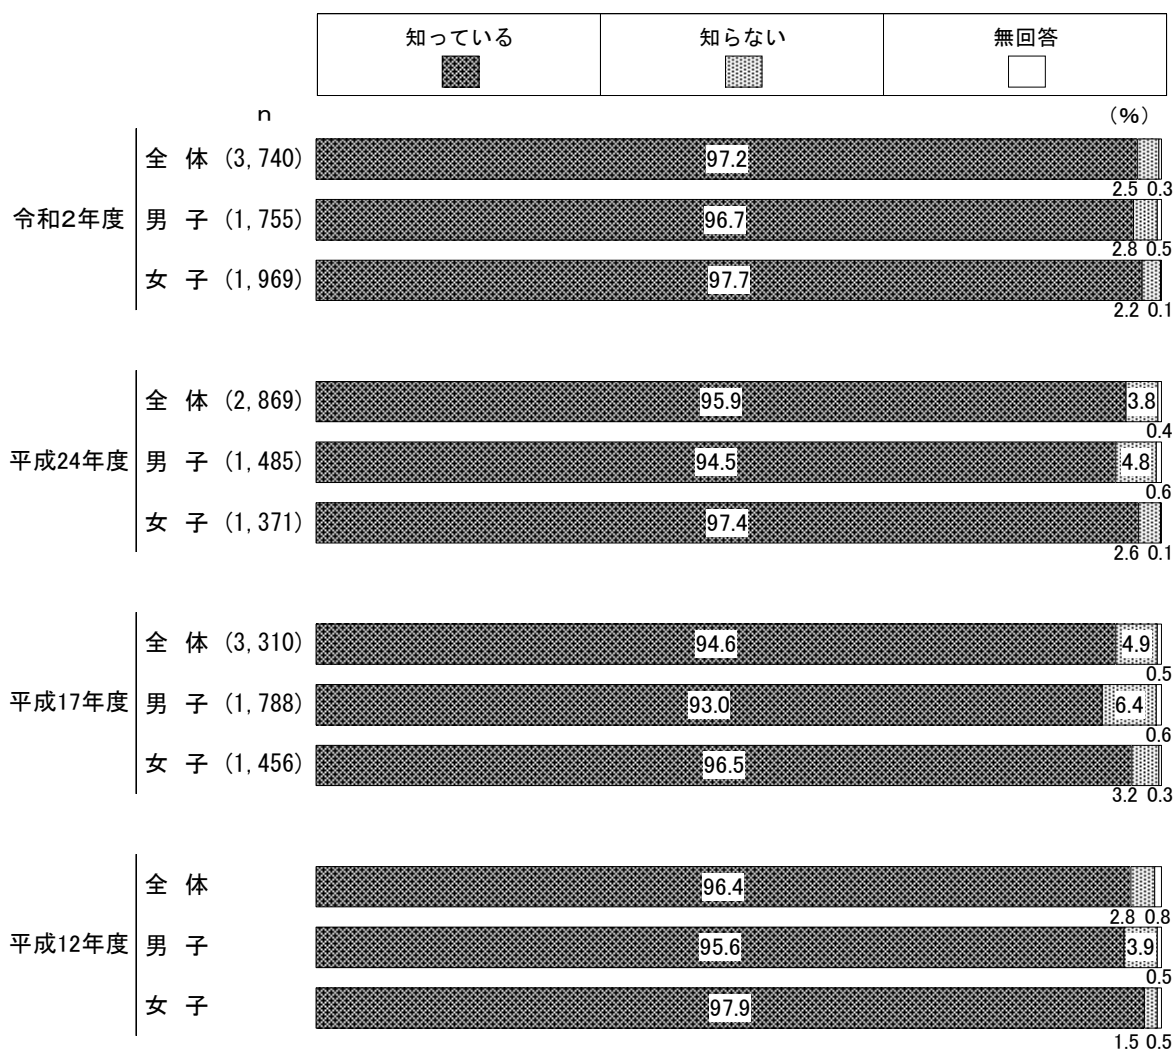 知っている 知らない 無回答
n (%)
全 体 (3,740) 97.2
2.5 0.3
令和2年度 男 子 (1,755) 96.7
2.8 0.5
女 子 (1,969) 97.7
2.2 0.1
全 体 (2,869) 95.9 3.8
0.4
平成24年度 男 子 (1,485) 94.5 4.8
0.6
女 子 (1,371) 97.4
2.6 0.1
全 体 (3,310) 94.6 4.9
0.5
平成17年度 男 子 (1,788) 93.0 6.4
0.6
女 子 (1,456) 96.5
3.2 0.3
全 体 96.4
2.8 0.8
平成12年度 男 子 95.6 3.9
0.5
女 子 97.9
1.5 0.5